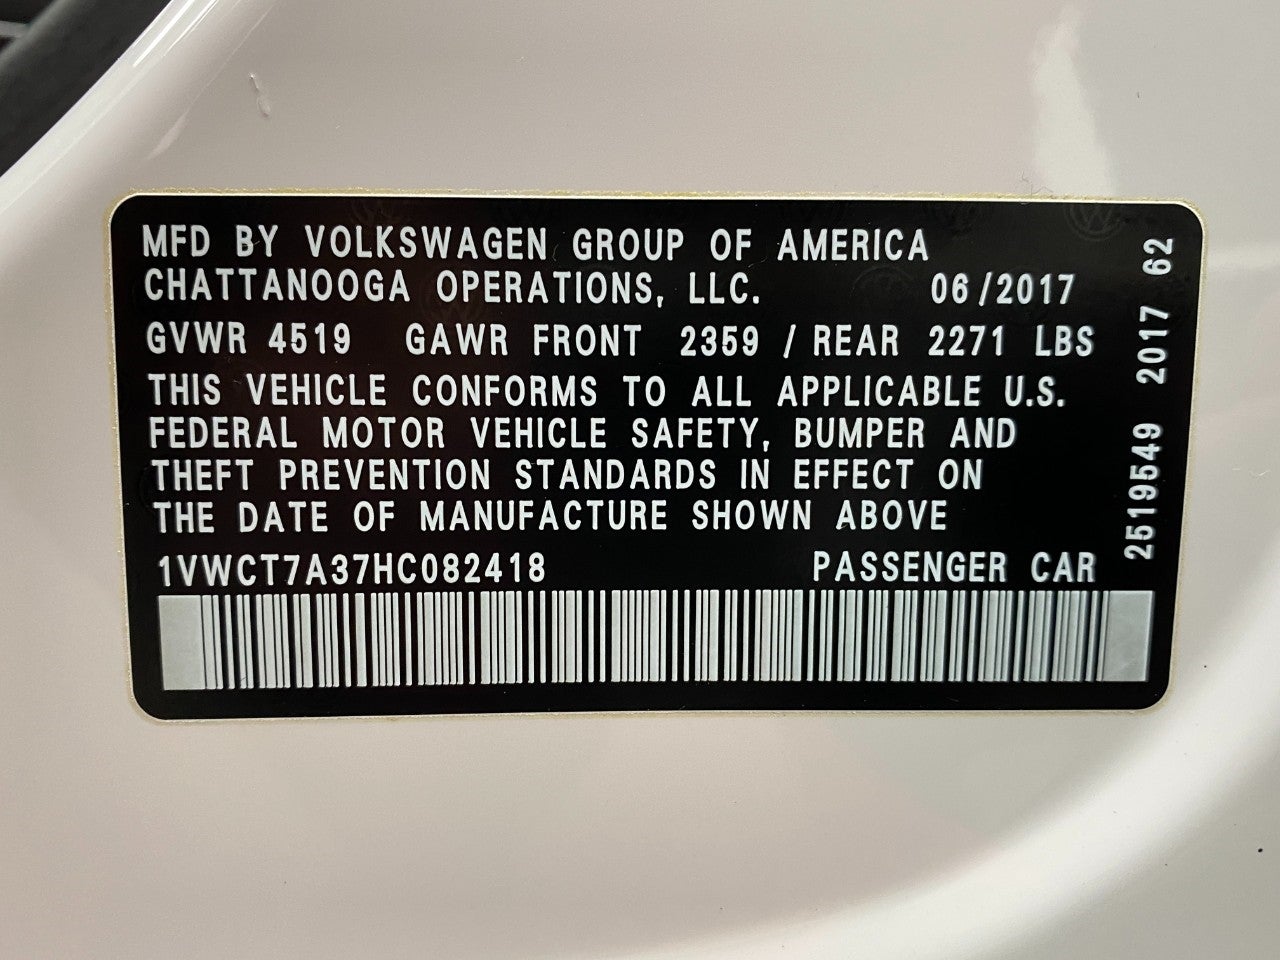 MFD BY VOLKSWAGEN GROUP OF AMERICA
CHATTANOOGA OPERATIONS, LLC. 06/2017
GVWR 4519 GAWR FRONT 2359 / REAR 2271 LBS
THIS VEHICLE CONFORMS TO ALL APPLICABLE U.S.
FEDERAL MOTOR VEHICLE SAFETY, BUMPER AND
THEFT PREVENTION STANDARDS IN EFFECT ON
THE DATE OF MANUFACTURE SHOWN ABOVE
1VWCT7A37HC082418 PASSENGER CAR
2519549 2017 62